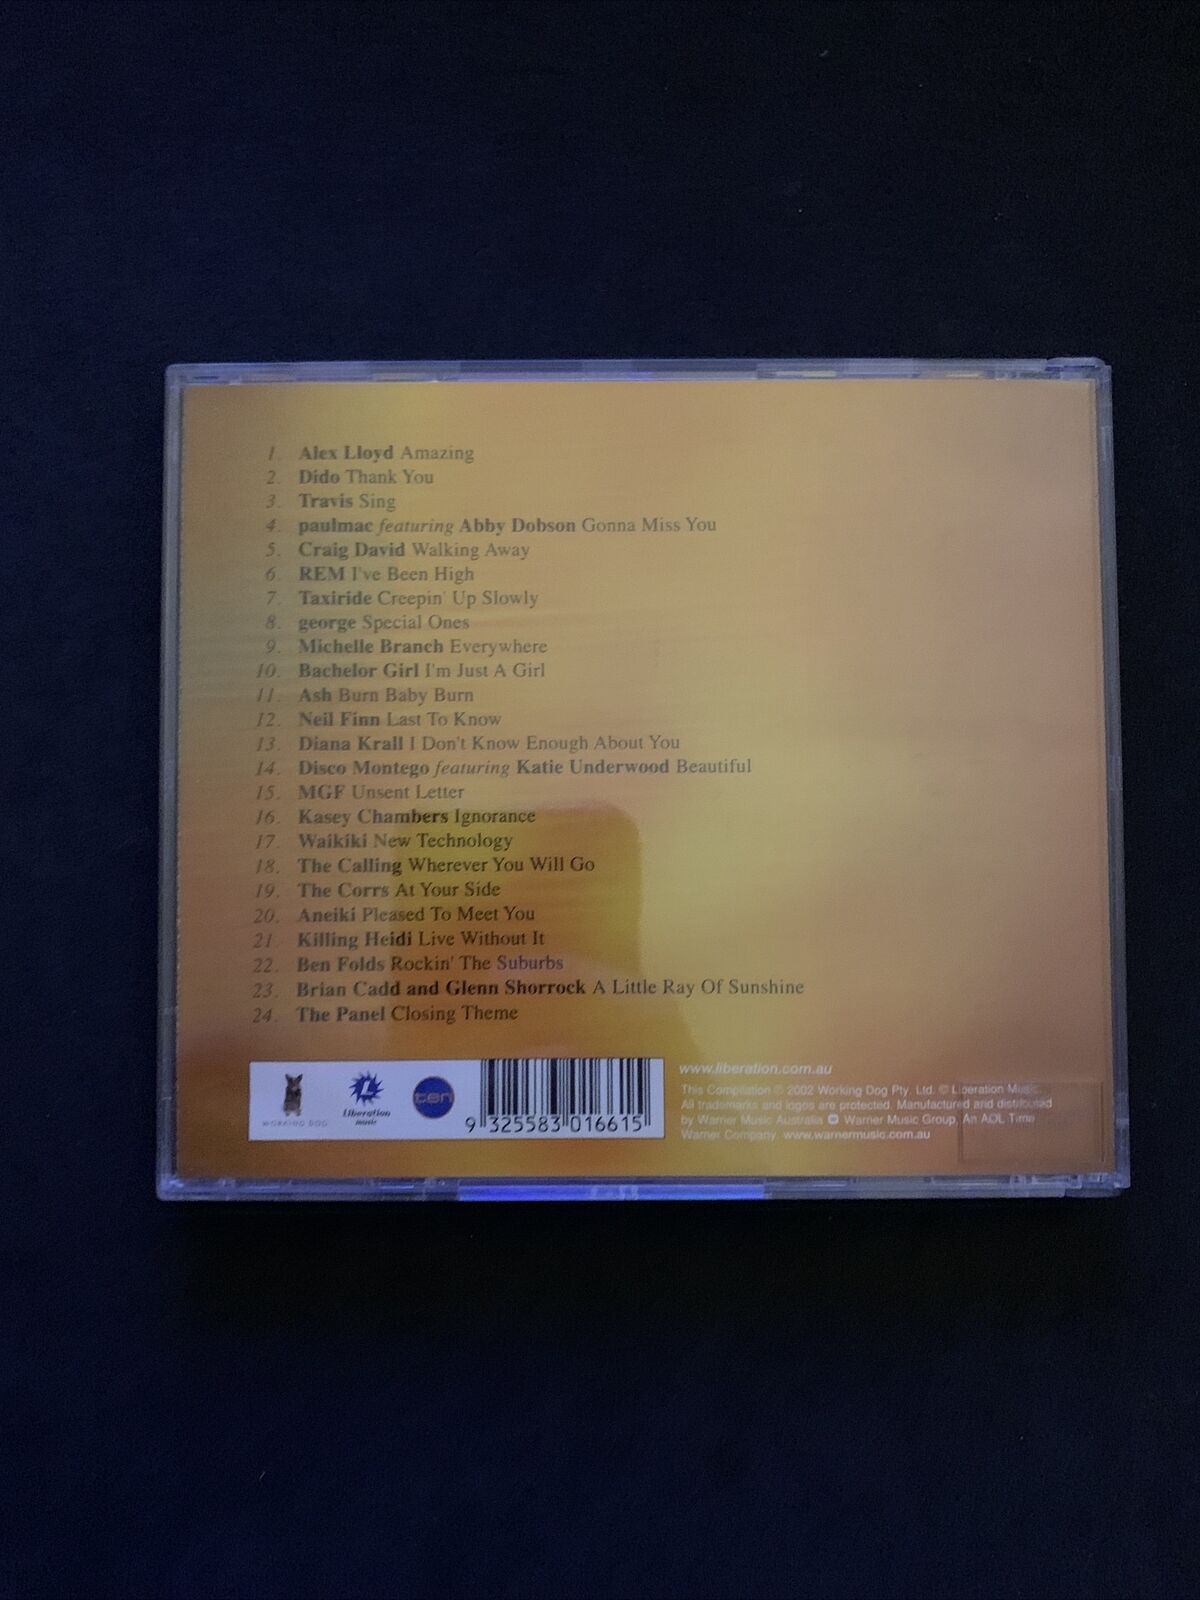 1. Alex Lloyd Amazing
2. Dido Thank You
3. Travis Sing
4. paulmac featuring Abby Dobson Gonna Miss You
5. Craig David Walking Away
6. REM I've Been High
7. Taxiride Creepin' Up Slowly
8. george Special Ones
9. Michelle Branch Everywhere
10. Bachelor Girl I'm Just A Girl
11. Ash Burn Baby Burn
12. Neil Finn Last To Know
13. Diana Krall I Don't Know Enough About You
14. Disco Montego featuring Katie Underwood Beautiful
15. MGF Unsent Letter
16. Kasey Chambers Ignorance
17. Waikiki New Technology
18. The Calling Wherever You Will Go
19. The Corrs At Your Side
20. Aneiki Pleased To Meet You
21. Killing Heidi Live Without It
22. Ben Folds Rockin' The Suburbs
23. Brian Cadd and Glenn Shorrock A Little Ray Of Sunshine
24. The Panel Closing Theme
WORKING DOG
L
Liberation
music
ten
9 325583 016615
www.liberation.com.au
This Compilation © 2002 Working Dog Pty. Ltd. © Liberation Music.
All trademarks and logos are protected. Manufactured and distributed
by Warner Music Australia Warner Music Group, An AOL Time
Warner Company. www.warnermusic.com.au